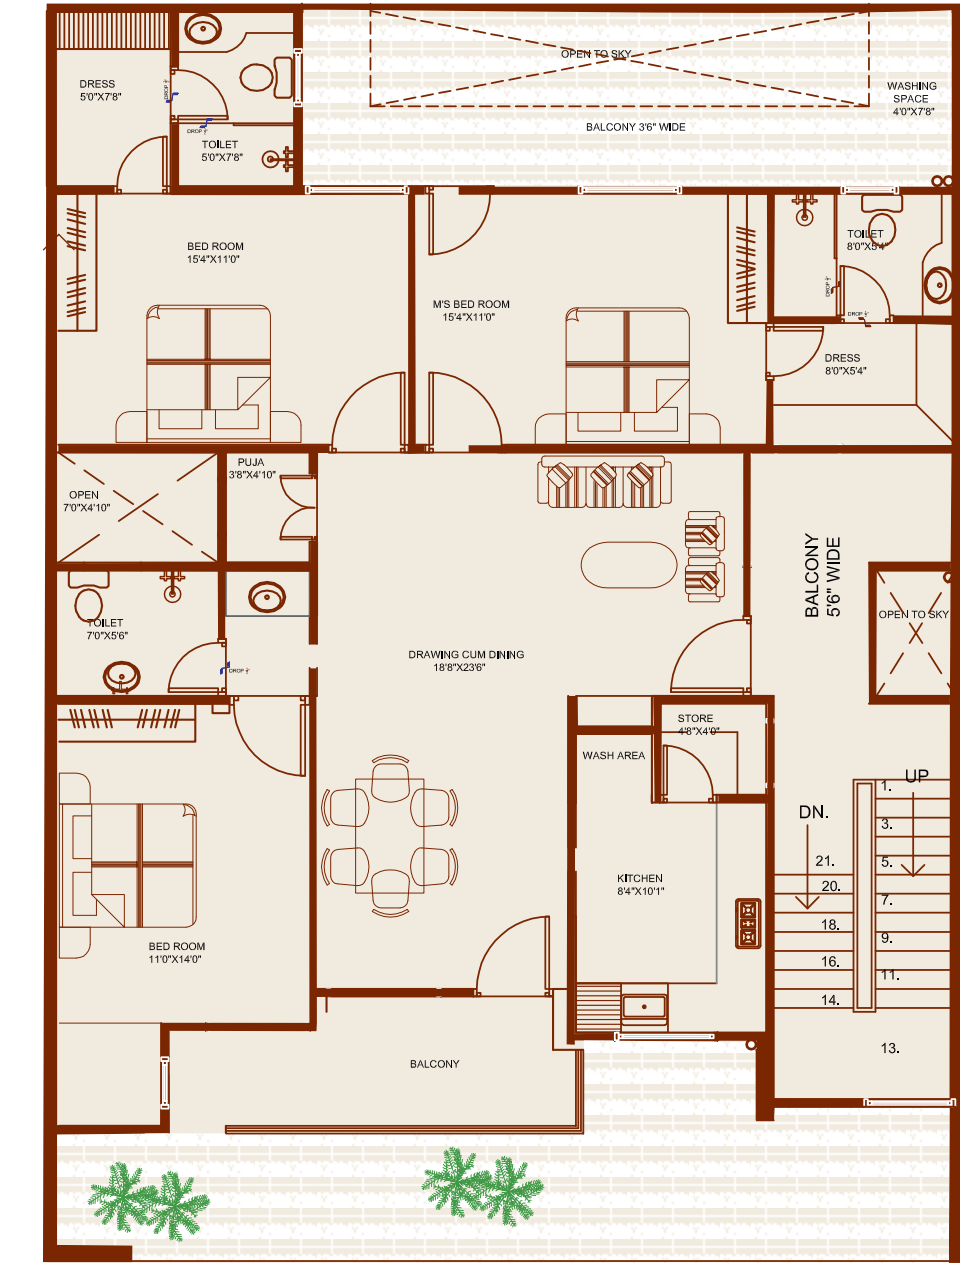 OPEN TO SKY
DRESS
5'0"X7'8"
WASHING
SPACE
4'0"X7'8"
DROP
BALCONY 3'6" WIDE
DROP
TOILET
5'0"X7'8"
BED ROOM
15'4"X11'0"
TOILET
8'0"X5'4"
DROP
M'S BED ROOM
15'4"X11'0"
DROP
DRESS
8'0"X5'4"
PUJA
3'8"X4'10"
OPEN
7'0"X4'10"
BALCONY
5'6" WIDE
OPEN TO SKY
TOILET
7'0"X5'6"
DRAWING CUM DINING
18'8"X23'6"
DROP
STORE
4'8"X4'0"
WASH AREA
UP
1.
DN.
3.
21.
5.
20.
7.
18.
9.
16.
11.
14.
13.
KITCHEN
8'4"X10'1"
BED ROOM
11'0"X14'0"
BALCONY